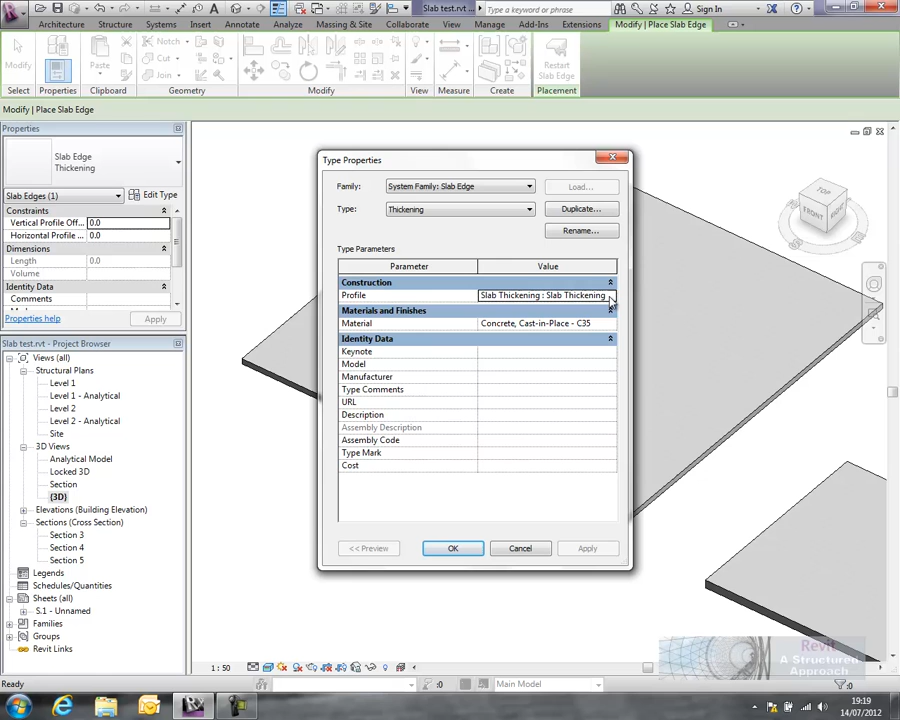 Slab test.rvt
Type a keyword or phrase
Sign In
Architecture Structure Systems Insert Annotate Analyze Massing & Site Collaborate View Manage Add-Ins Extensions Modify | Place Slab Edge
Modify
Paste
Notch
Cut
Join
Restart
Slab Edge
Select Properties Clipboard Geometry Modify View Measure Create Placement
Modify | Place Slab Edge
Properties
Slab Edge
Thickening
Slab Edges (1)
Edit Type
Constraints
Vertical Profile Off... 0.0
Horizontal Profile ... 0.0
Dimensions
Length 0.0
Volume
Identity Data
Comments
Properties help
Apply
Slab test.rvt - Project Browser
Views (all)
Structural Plans
Level 1
Level 1 - Analytical
Level 2
Level 2 - Analytical
Site
3D Views
Analytical Model
Locked 3D
Section
{3D}
Elevations (Building Elevation)
Sections (Cross Section)
Section 3
Section 4
Section 5
Legends
Schedules/Quantities
Sheets (all)
S.1 - Unnamed
Families
Groups
Revit Links
Type Properties
Family: System Family: Slab Edge Load...
Type: Thickening Duplicate...
Rename...
Type Parameters
Parameter Value
Construction
Profile Slab Thickening : Slab Thickening
Materials and Finishes
Material Concrete, Cast-in-Place - C35
Identity Data
Keynote
Model
Manufacturer
Type Comments
URL
Description
Assembly Description
Assembly Code
Type Mark
Cost
<< Preview OK Cancel Apply
TOP
FRONT
1 : 50
Revit
A Structured
Approach
Ready
:0
Main Model
:0
19:19
14/07/2012